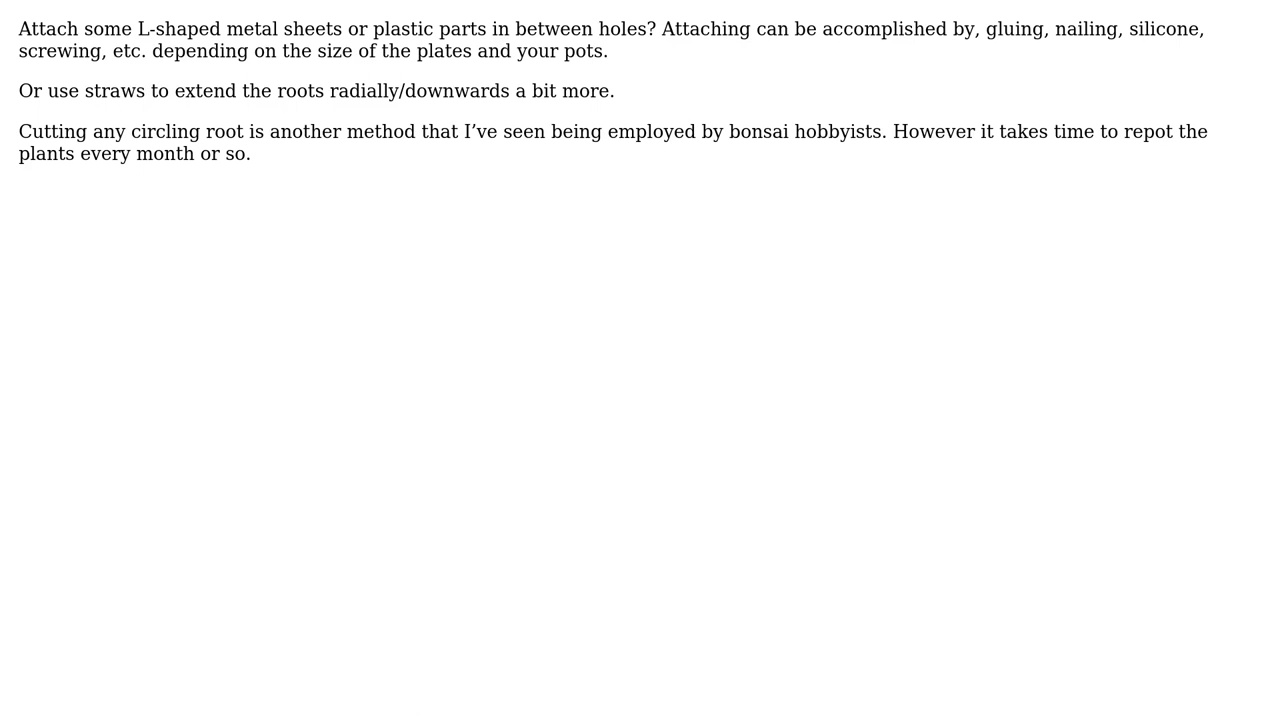 Attach some L-shaped metal sheets or plastic parts in between holes? Attaching can be accomplished by, gluing, nailing, silicone,
screwing, etc. depending on the size of the plates and your pots.
Or use straws to extend the roots radially/downwards a bit more.
Cutting any circling root is another method that I’ve seen being employed by bonsai hobbyists. However it takes time to repot the
plants every month or so.